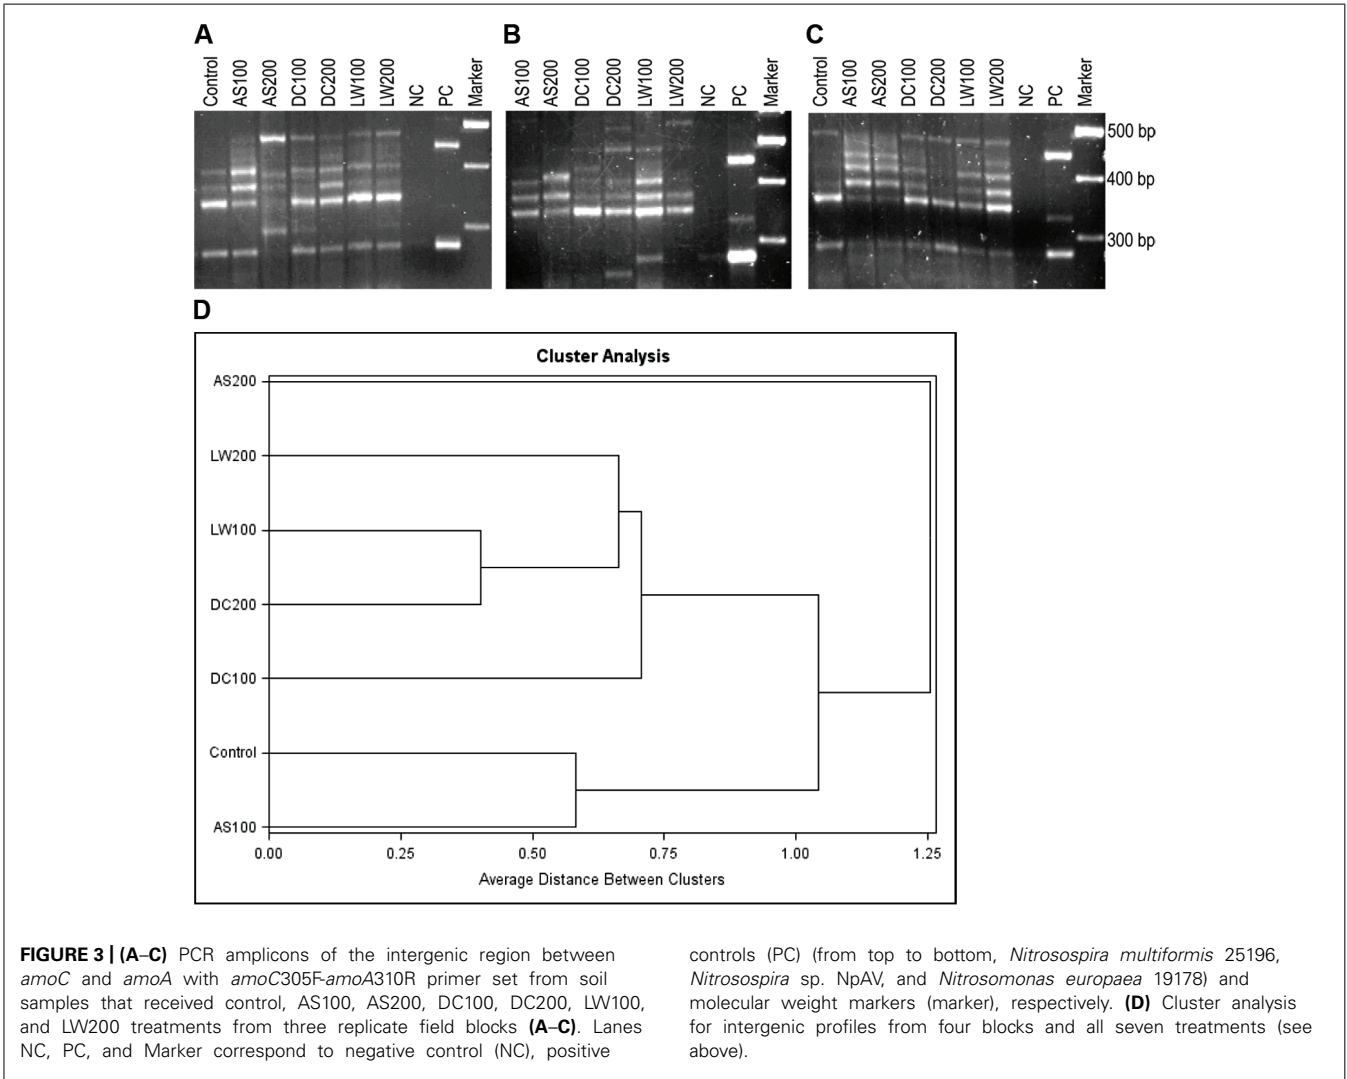 A
Control
AS100
AS200
DC100
DC200
LW100
LW200
NC
PC
Marker
B
AS100
AS200
DC100
DC200
LW100
LW200
NC
PC
Marker
C
Control
AS100
AS200
DC100
DC200
LW100
LW200
NC
PC
Marker
500 bp
400 bp
300 bp
D
Cluster Analysis
AS200
LW200
LW100
DC200
DC100
Control
AS100
0.00 0.25 0.50 0.75 1.00 1.25
Average Distance Between Clusters
FIGURE 3 | (A–C) PCR amplicons of the intergenic region between
amoC and amoA with amoC305F-amoA310R primer set from soil
samples that received control, AS100, AS200, DC100, DC200, LW100,
and LW200 treatments from three replicate field blocks (A–C). Lanes
NC, PC, and Marker correspond to negative control (NC), positive
controls (PC) (from top to bottom, Nitrosospira multiformis 25196,
Nitrosospira sp. NpAV, and Nitrosomonas europaea 19178) and
molecular weight markers (marker), respectively. (D) Cluster analysis
for intergenic profiles from four blocks and all seven treatments (see
above).